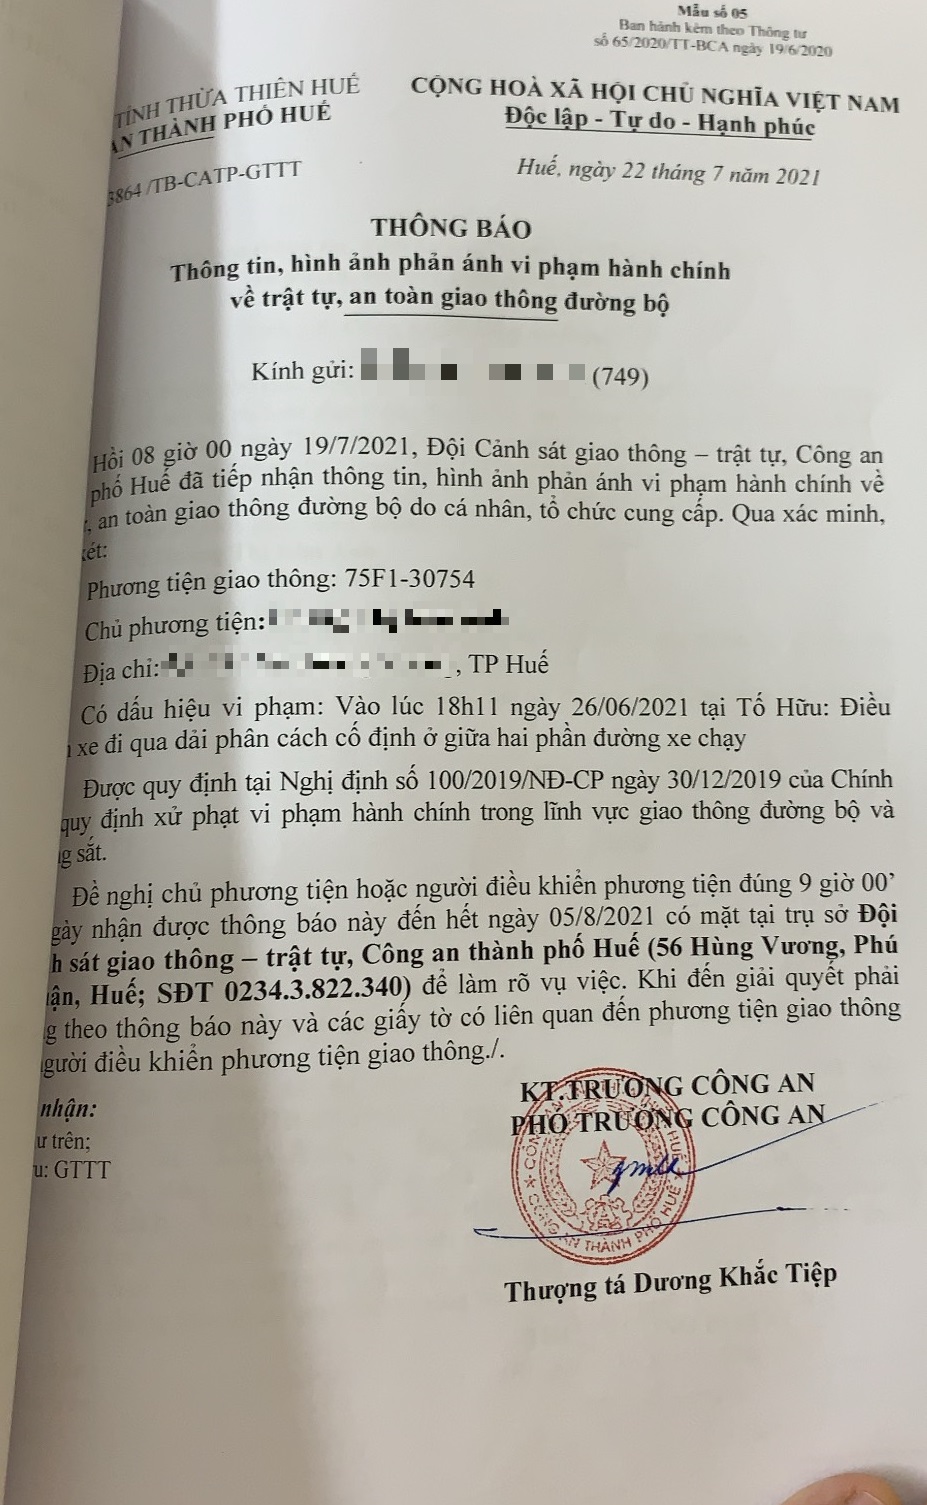 Mẫu số 05
Ban hành kèm theo Thông tư
số 65/2020/TT-BCA ngày 19/6/2020
TỈNH THỪA THIÊN HUẾ
AN THÀNH PHỐ HUẾ
3864 /TB-CATP-GTTT
CỘNG HOÀ XÃ HỘI CHỦ NGHĨA VIỆT NAM
Độc lập - Tự do - Hạnh phúc
Huế, ngày 22 tháng 7 năm 2021
THÔNG BÁO
Thông tin, hình ảnh phản ánh vi phạm hành chính
về trật tự, an toàn giao thông đường bộ
Kính gửi: (749)
Hồi 08 giờ 00 ngày 19/7/2021, Đội Cảnh sát giao thông – trật tự, Công an
phố Huế đã tiếp nhận thông tin, hình ảnh phản ánh vi phạm hành chính về
, an toàn giao thông đường bộ do cá nhân, tổ chức cung cấp. Qua xác minh,
ét:
Phương tiện giao thông: 75F1-30754
Chủ phương tiện:
Địa chỉ: , TP Huế
Có dấu hiệu vi phạm: Vào lúc 18h11 ngày 26/06/2021 tại Tố Hữu: Điều
xe đi qua dải phân cách cố định ở giữa hai phần đường xe chạy
Được quy định tại Nghị định số 100/2019/NĐ-CP ngày 30/12/2019 của Chính
quy định xử phạt vi phạm hành chính trong lĩnh vực giao thông đường bộ và
g sắt.
Đề nghị chủ phương tiện hoặc người điều khiển phương tiện đúng 9 giờ 00’
gày nhận được thông báo này đến hết ngày 05/8/2021 có mặt tại trụ sở Đội
h sát giao thông – trật tự, Công an thành phố Huế (56 Hùng Vương, Phú
ận, Huế; SĐT 0234.3.822.340) để làm rõ vụ việc. Khi đến giải quyết phải
g theo thông báo này và các giấy tờ có liên quan đến phương tiện giao thông
gười điều khiển phương tiện giao thông./.
nhận:
ư trên;
u: GTTT
KT.TRƯỞNG CÔNG AN
PHÓ TRƯỞNG CÔNG AN
CÔNG AN THÀNH PHỐ HUẾ
Thượng tá Dương Khắc Tiệp